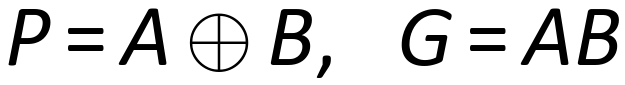 P = A ⊕ B, G = AB